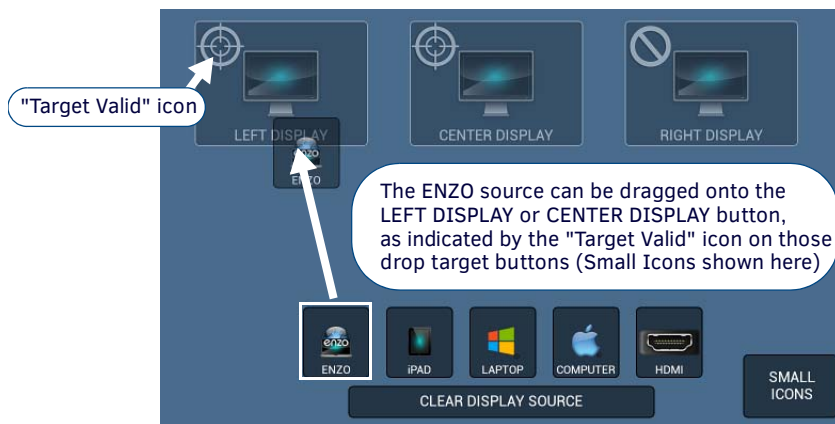 "Target Valid" icon
LEFT DISPLAY
CENTER DISPLAY
RIGHT DISPLAY
enzo
ENZO
The ENZO source can be dragged onto the
LEFT DISPLAY or CENTER DISPLAY button,
as indicated by the "Target Valid" icon on those
drop target buttons (Small Icons shown here)
enzo
ENZO
iPAD
LAPTOP
COMPUTER
HDMI
CLEAR DISPLAY SOURCE
SMALL
ICONS